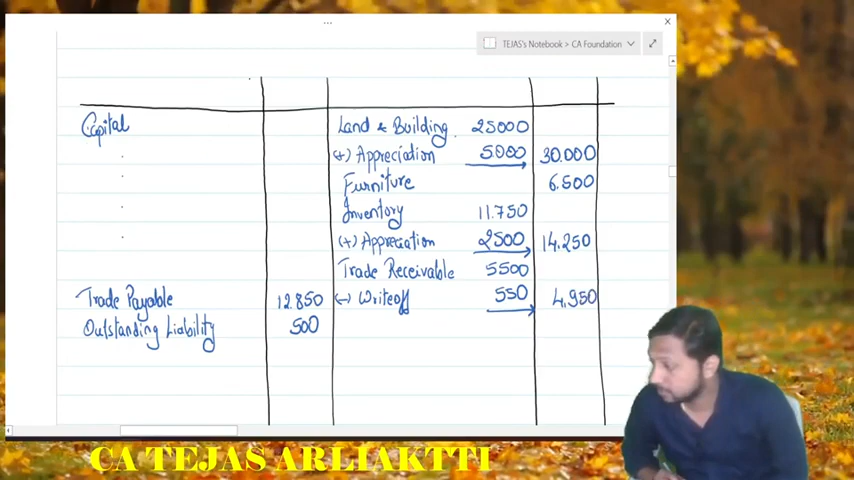 TEJAS's Notebook > CA Foundation
Capital
Land & Building 25000
(+) Appreciation 5000 30.000
Furniture 6.500
Inventory 11.750
(+) Appreciation 2500 14.250
Trade Receivable 5500
Trade Payable 12.850 (-) Writeoff 550 4.950
Outstanding Liability 500
CA TEJAS ARLIAKTTI